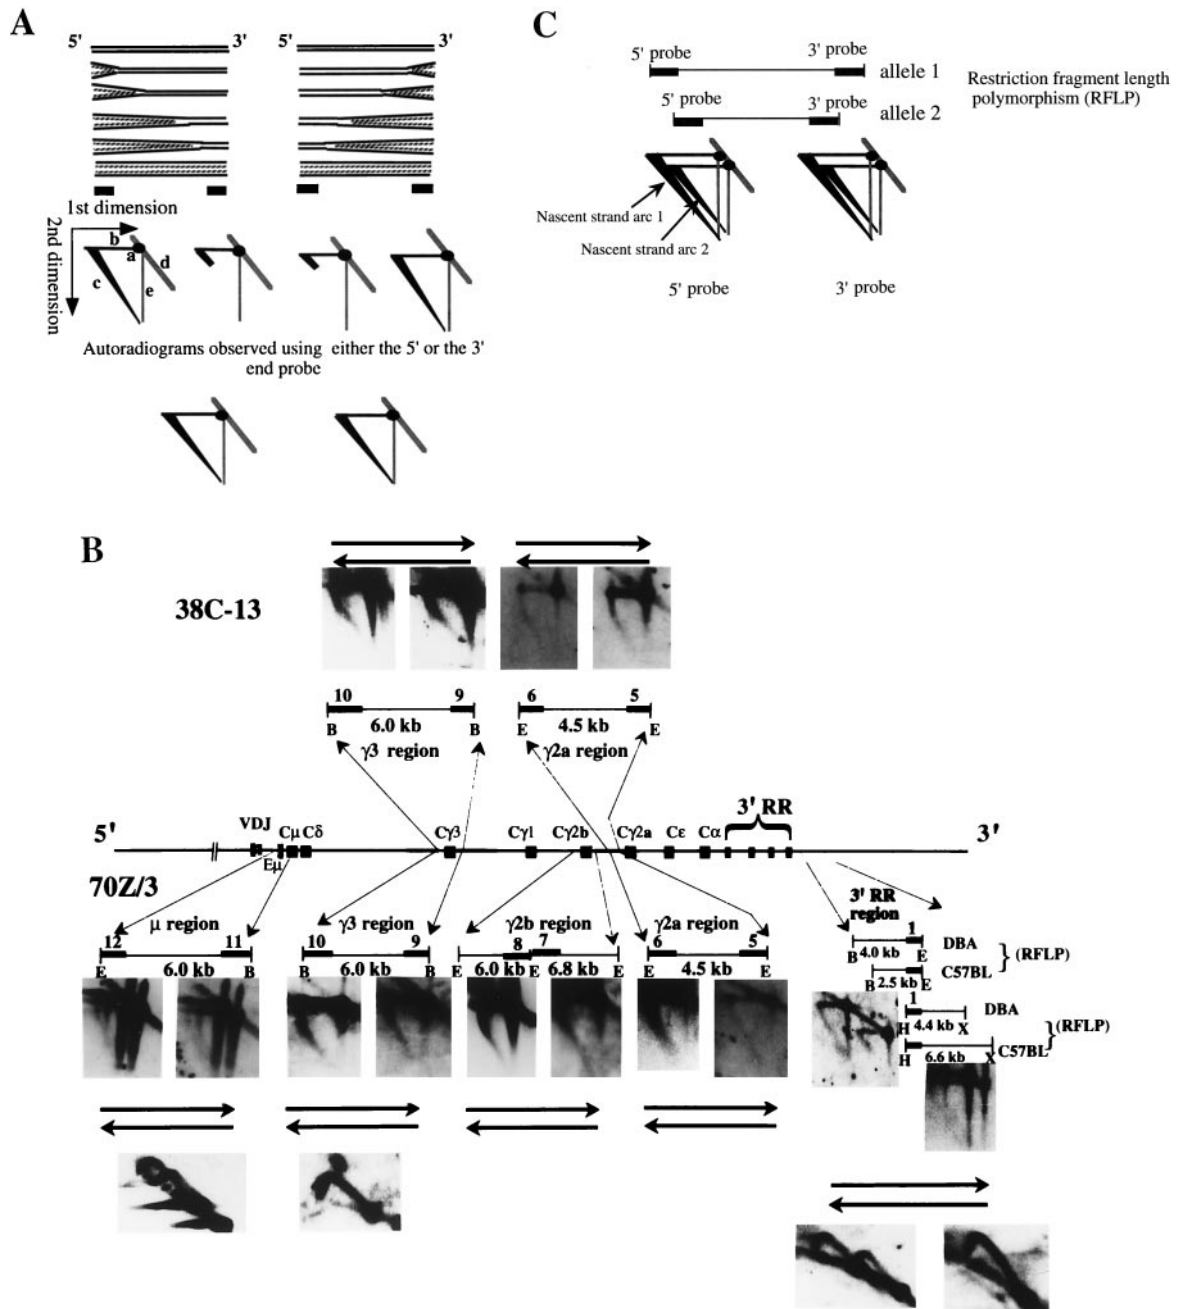 A
5' 3' 5' 3'
1st dimension
2nd dimension
b
a
d
c
e
Autoradiograms observed using either the 5' or the 3'
end probe
C
5' probe 3' probe
allele 1
5' probe 3' probe
allele 2
Restriction fragment length
polymorphism (RFLP)
Nascent strand arc 1
Nascent strand arc 2
5' probe 3' probe
B
38C-13
10 9 6 5
B 6.0 kb B E 4.5 kb E
γ3 region γ2a region
3' RR
5' 3'
VDJ Cμ Cδ Cγ3 Cγ1 Cγ2b Cγ2a Cε Cα
Eμ
70Z/3
μ region γ3 region γ2b region γ2a region
3' RR
region
12 11 10 9 8 7 6 5
E 6.0 kb B B 6.0 kb B E 6.0 kb E 6.8 kb E E 4.5 kb E
1
B 4.0 kb E DBA
(RFLP)
B 2.5 kb E C57BL
1
H 4.4 kb X DBA
(RFLP)
H 6.6 kb X C57BL